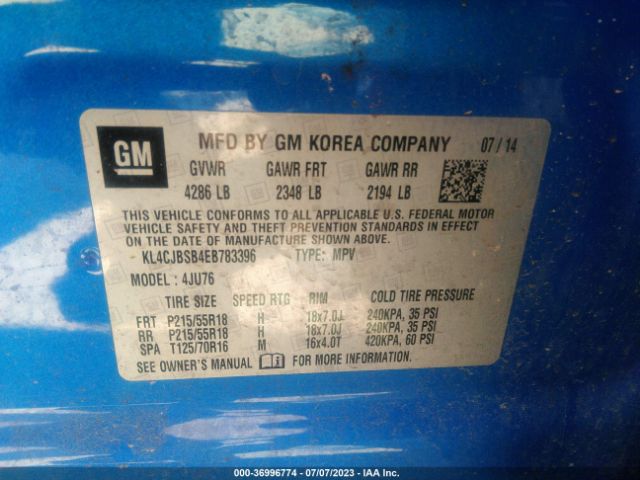 GM
MFD BY GM KOREA COMPANY 07/14
GVWR GAWR FRT GAWR RR
4286 LB 2348 LB 2194 LB
THIS VEHICLE CONFORMS TO ALL APPLICABLE U.S. FEDERAL MOTOR
VEHICLE SAFETY AND THEFT PREVENTION STANDARDS IN EFFECT
ON THE DATE OF MANUFACTURE SHOWN ABOVE.
KL4CJBSB4EB783396 TYPE: MPV
MODEL: 4JU76
TIRE SIZE SPEED RTG RIM COLD TIRE PRESSURE
FRT P215/55R18 H 18x7.0J 240KPA, 35 PSI
RR P215/55R18 H 18x7.0J 240KPA, 35 PSI
SPA T125/70R16 M 16x4.0T 420KPA, 60 PSI
SEE OWNER'S MANUAL FOR MORE INFORMATION.
000-36996774 - 07/07/2023 - IAA Inc.